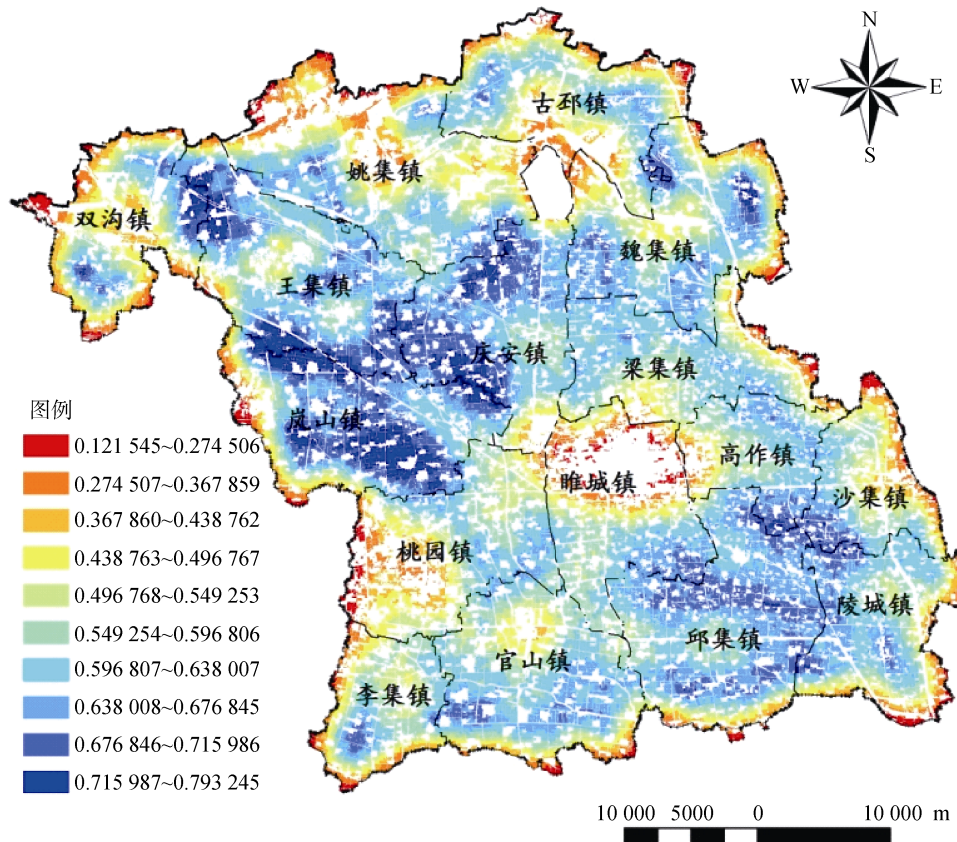 N
W
E
S
古邳镇
姚集镇
双沟镇
魏集镇
王集镇
庆安镇
梁集镇
岚山镇
高作镇
睢城镇
沙集镇
桃园镇
陵城镇
邱集镇
官山镇
李集镇
图例
0.121 545~0.274 506
0.274 507~0.367 859
0.367 860~0.438 762
0.438 763~0.496 767
0.496 768~0.549 253
0.549 254~0.596 806
0.596 807~0.638 007
0.638 008~0.676 845
0.676 846~0.715 986
0.715 987~0.793 245
10 000 5000 0 10 000 m